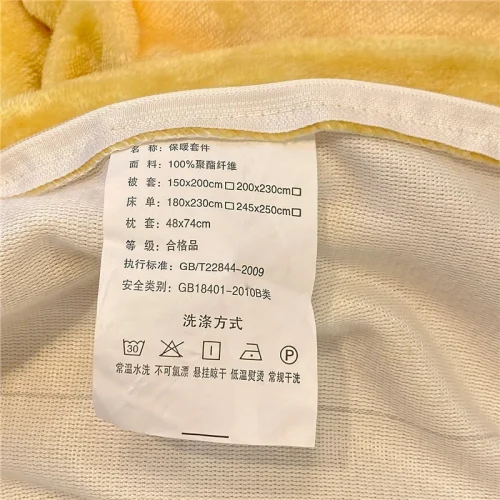 名 称：保暖套件
面 料：100%聚酯纤维
被 套：150x200cm□ 200x230cm□
床 单：180x230cm□ 245x250cm□
枕 套：48x74cm
等 级：合格品
执行标准：GB/T22844-2009
安全类别：GB18401-2010B类
洗涤方式
30 P
常温水洗 不可氯漂 悬挂晾干 低温熨烫 常规干洗